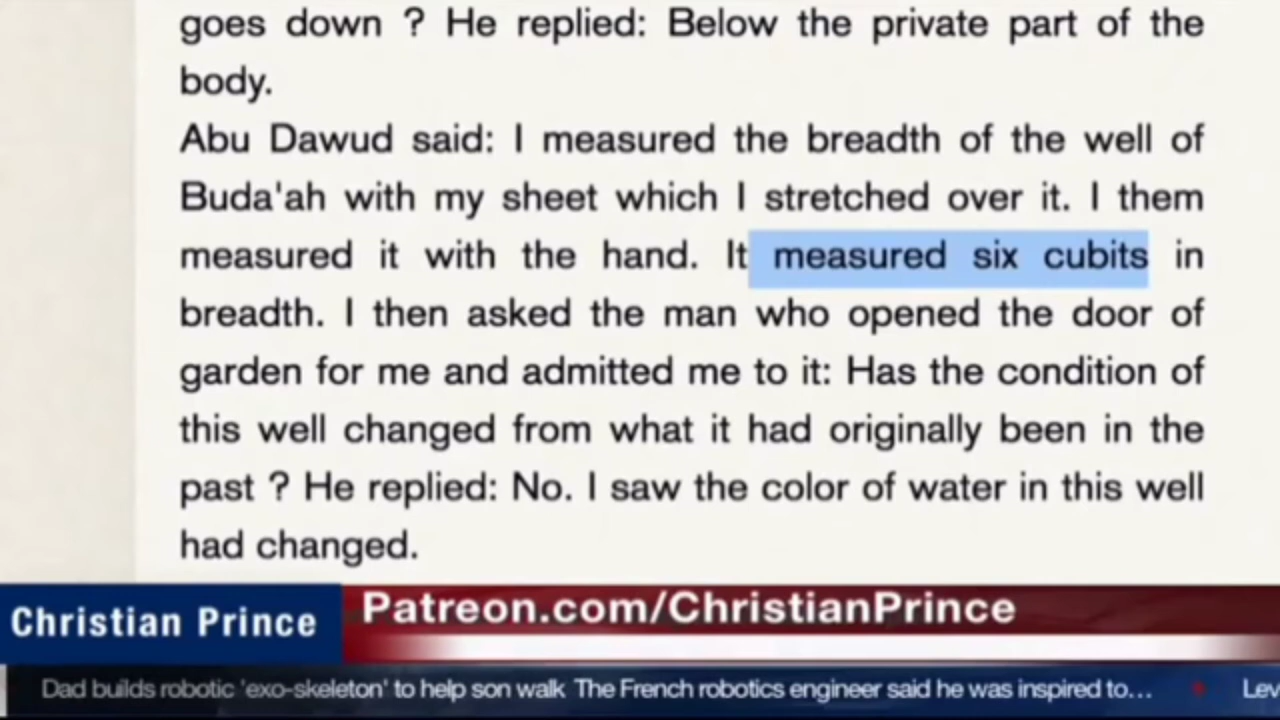 goes down ? He replied: Below the private part of the
body.
Abu Dawud said: I measured the breadth of the well of
Buda'ah with my sheet which I stretched over it. I them
measured it with the hand. It measured six cubits in
breadth. I then asked the man who opened the door of
garden for me and admitted me to it: Has the condition of
this well changed from what it had originally been in the
past ? He replied: No. I saw the color of water in this well
had changed.
Christian Prince
Patreon.com/ChristianPrince
Dad builds robotic 'exo-skeleton' to help son walk The French robotics engineer said he was inspired to... Lev